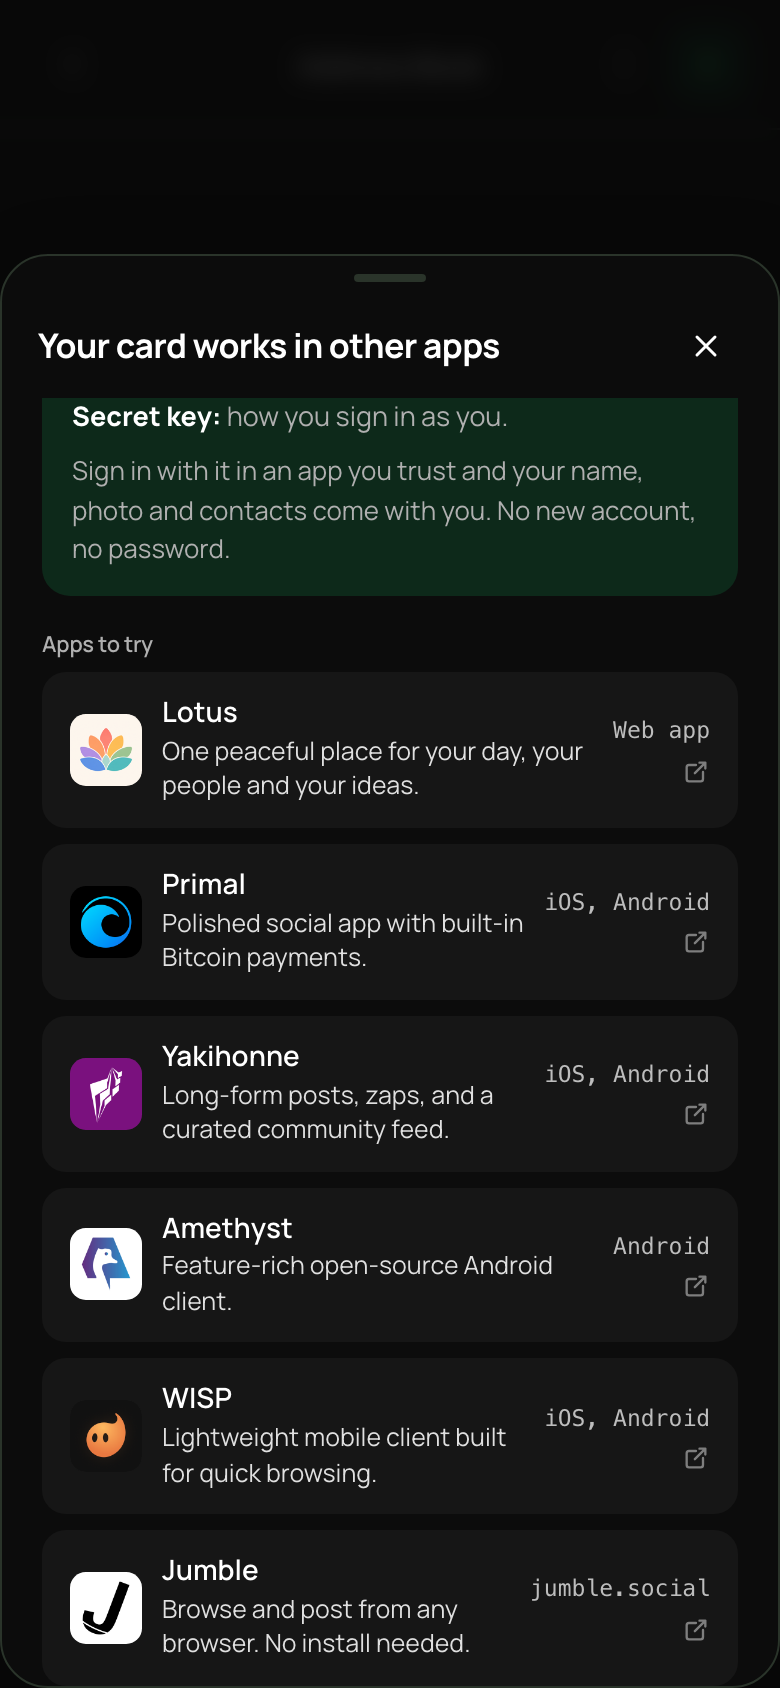 Your card works in other apps
Secret key: how you sign in as you.
Sign in with it in an app you trust and your name,
photo and contacts come with you. No new account,
no password.
Apps to try
Lotus
One peaceful place for your day, your
people and your ideas.
Web app
Primal
Polished social app with built-in
Bitcoin payments.
iOS, Android
Yakihonne
Long-form posts, zaps, and a
curated community feed.
iOS, Android
Amethyst
Feature-rich open-source Android
client.
Android
WISP
Lightweight mobile client built
for quick browsing.
iOS, Android
Jumble
Browse and post from any
browser. No install needed.
jumble.social